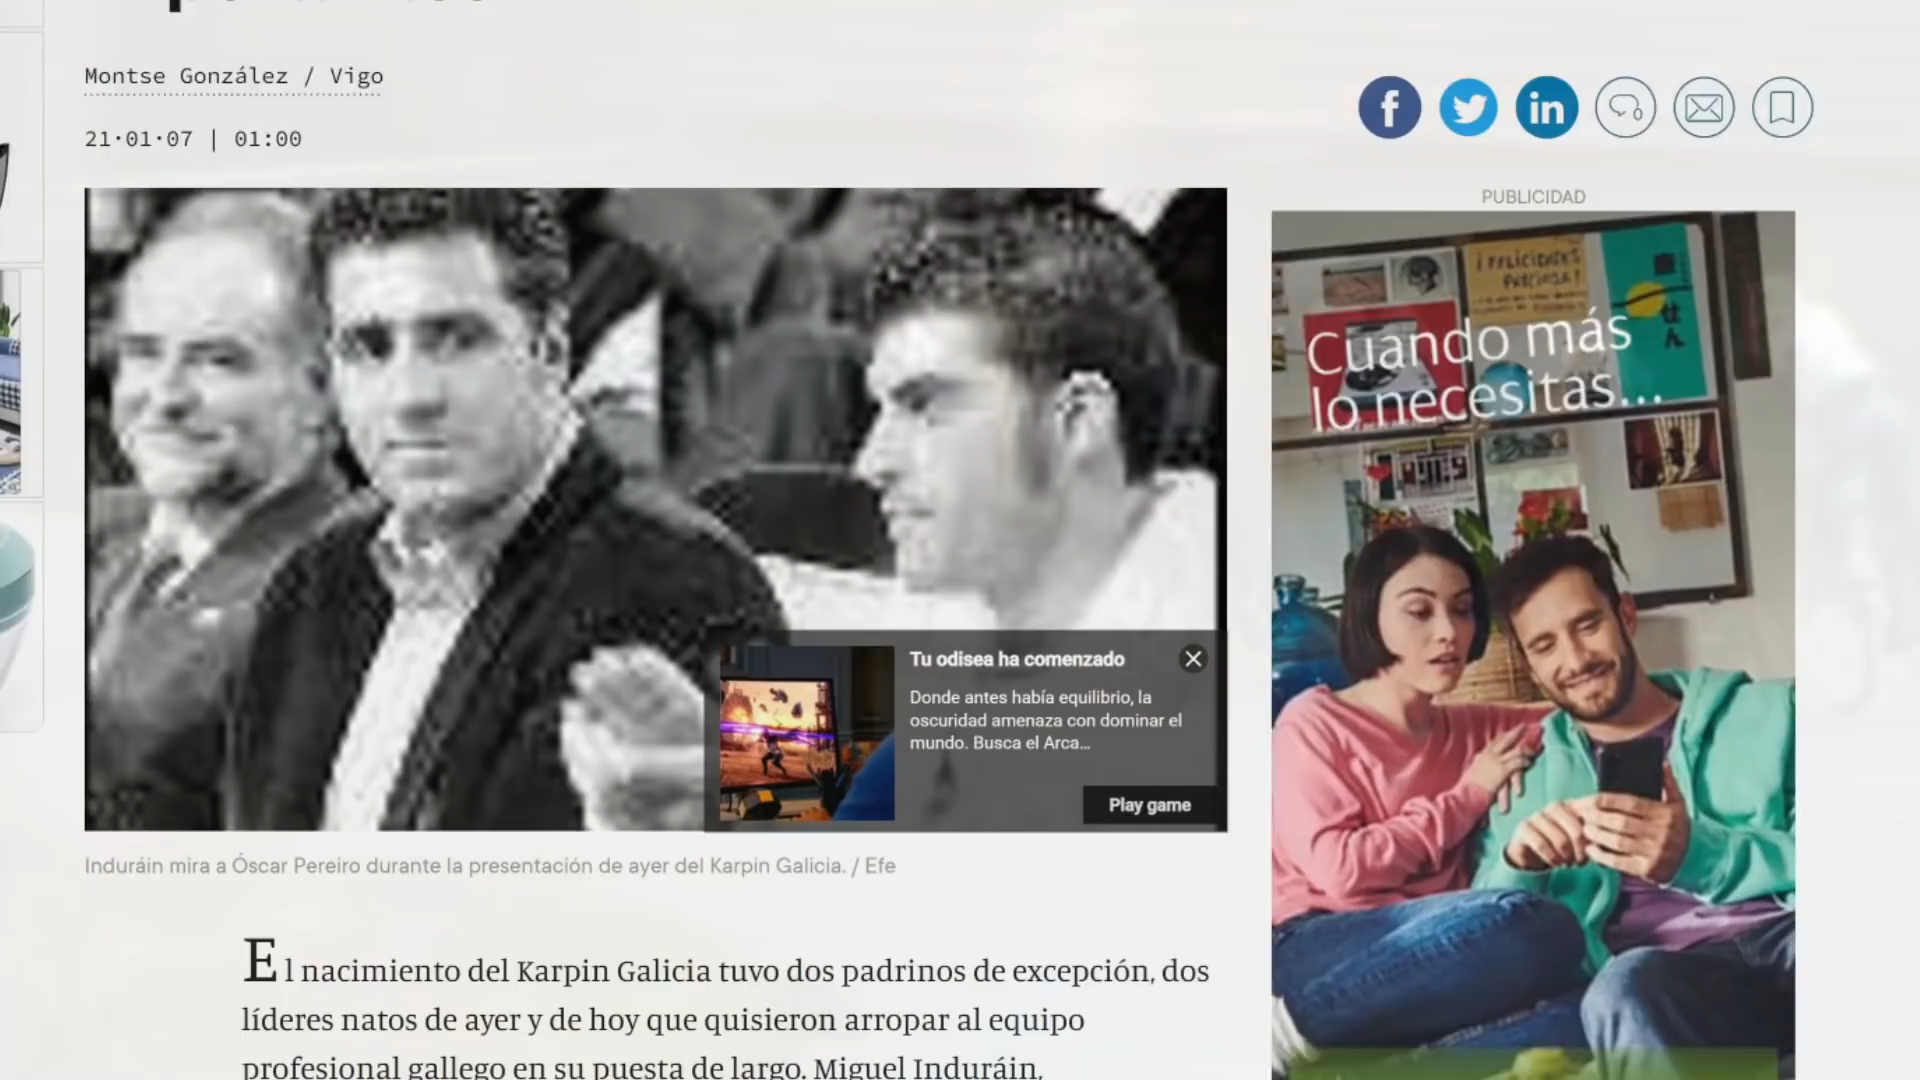 Montse González / Vigo
21·01·07 | 01:00
PUBLICIDAD
¡FELICIDADES
PRECIOSA!
Cuando más
lo necesitas...
Tu odisea ha comenzado
Donde antes había equilibrio, la
oscuridad amenaza con dominar el
mundo. Busca el Arca...
Play game
Induráin mira a Óscar Pereiro durante la presentación de ayer del Karpin Galicia. / Efe
El nacimiento del Karpin Galicia tuvo dos padrinos de excepción, dos
líderes natos de ayer y de hoy que quisieron arropar al equipo
profesional gallego en su puesta de largo. Miguel Induráin,